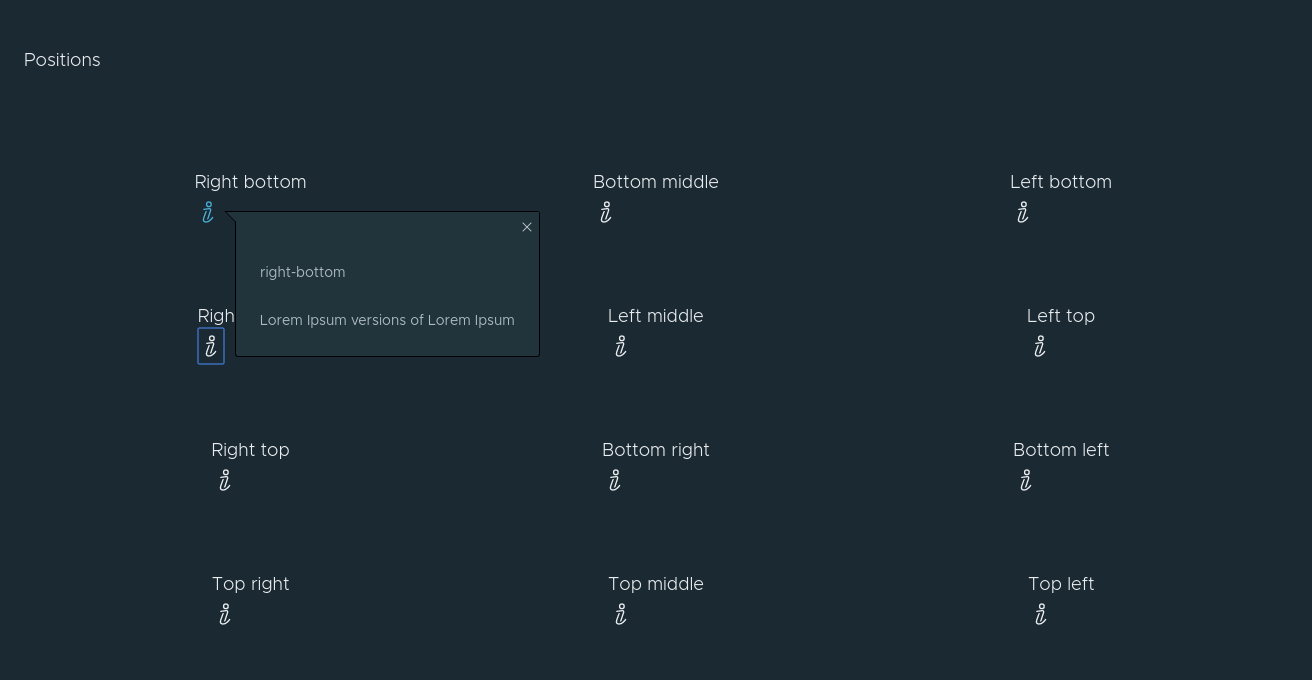 Positions
Right bottom
Bottom middle
Left bottom
right-bottom
Lorem Ipsum versions of Lorem Ipsum
Righ
Left middle
Left top
Right top
Bottom right
Bottom left
Top right
Top middle
Top left